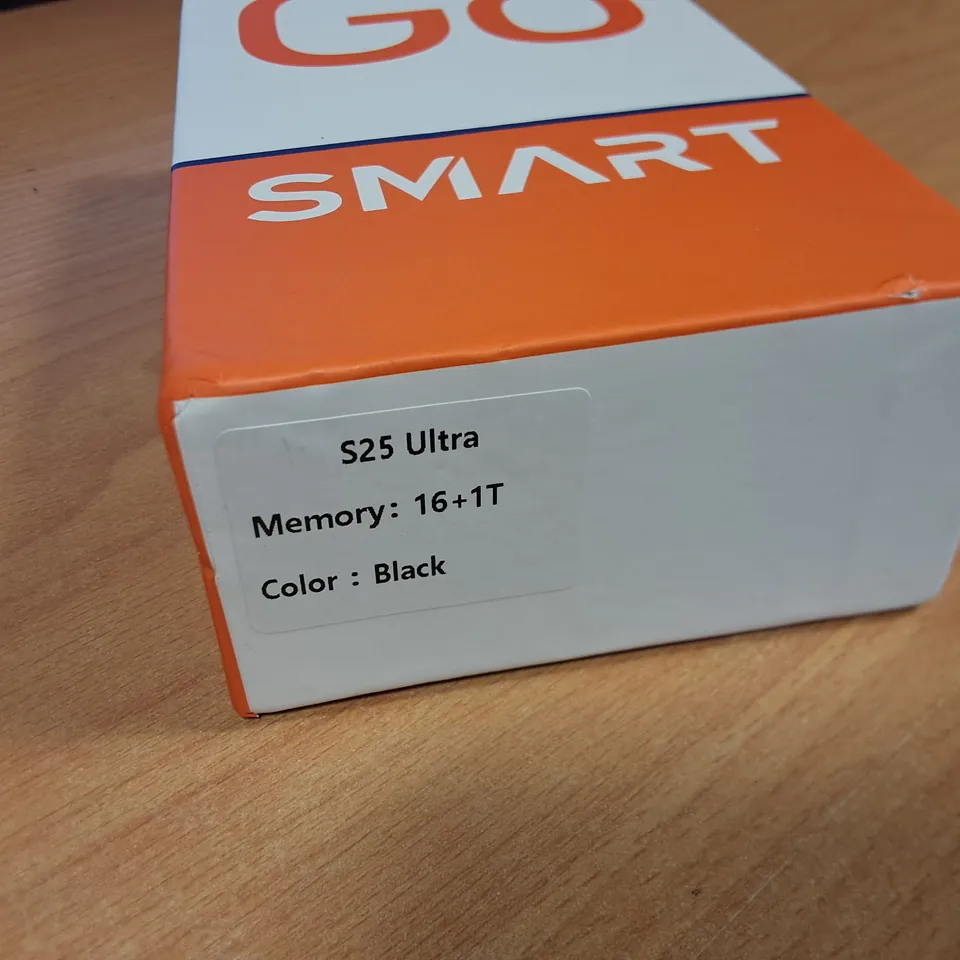 GO
SMART
S25 Ultra
Memory: 16+1T
Color : Black